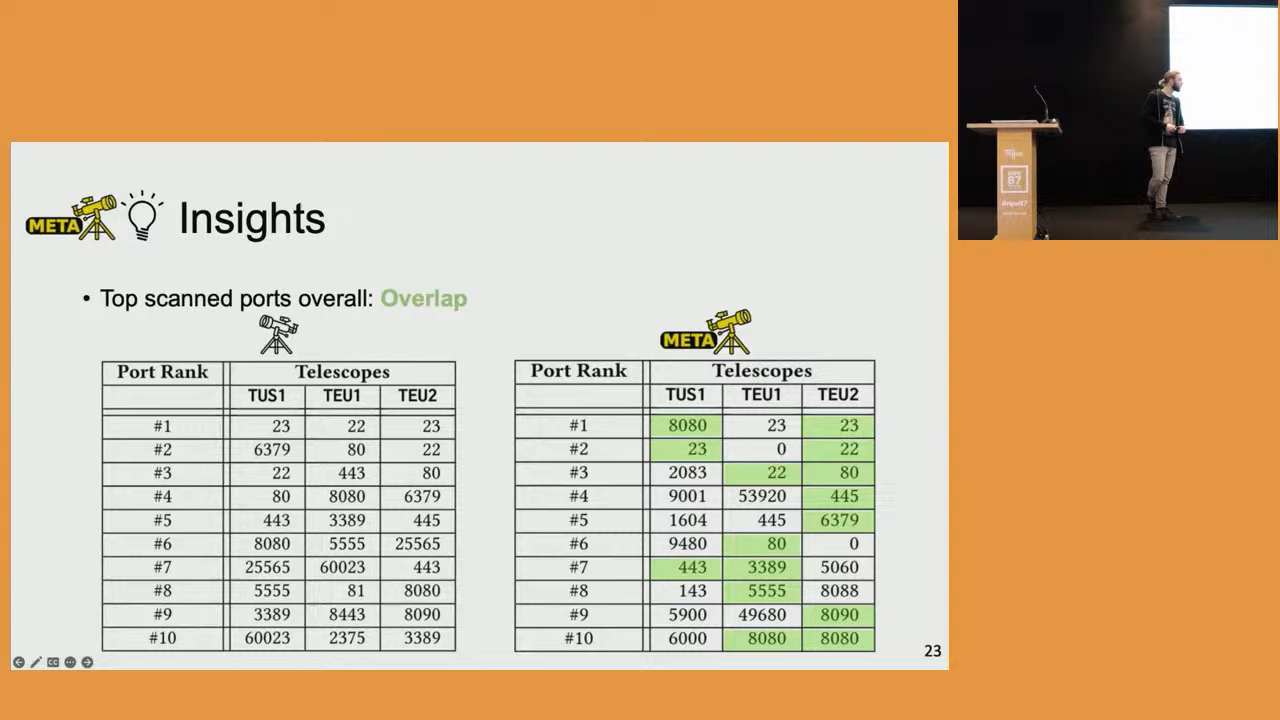 META Insights
• Top scanned ports overall: Overlap
META
Port Rank Telescopes
TUS1 TEU1 TEU2
#1 23 22 23
#2 6379 80 22
#3 22 443 80
#4 80 8080 6379
#5 443 3389 445
#6 8080 5555 25565
#7 25565 60023 443
#8 5555 81 8080
#9 3389 8443 8090
#10 60023 2375 3389
Port Rank Telescopes
TUS1 TEU1 TEU2
#1 8080 23 23
#2 23 0 22
#3 2083 22 80
#4 9001 53920 445
#5 1604 445 6379
#6 9480 80 0
#7 443 3389 5060
#8 143 5555 8088
#9 5900 49680 8090
#10 6000 8080 8080
23
CC
RIPE
87
#ripe87